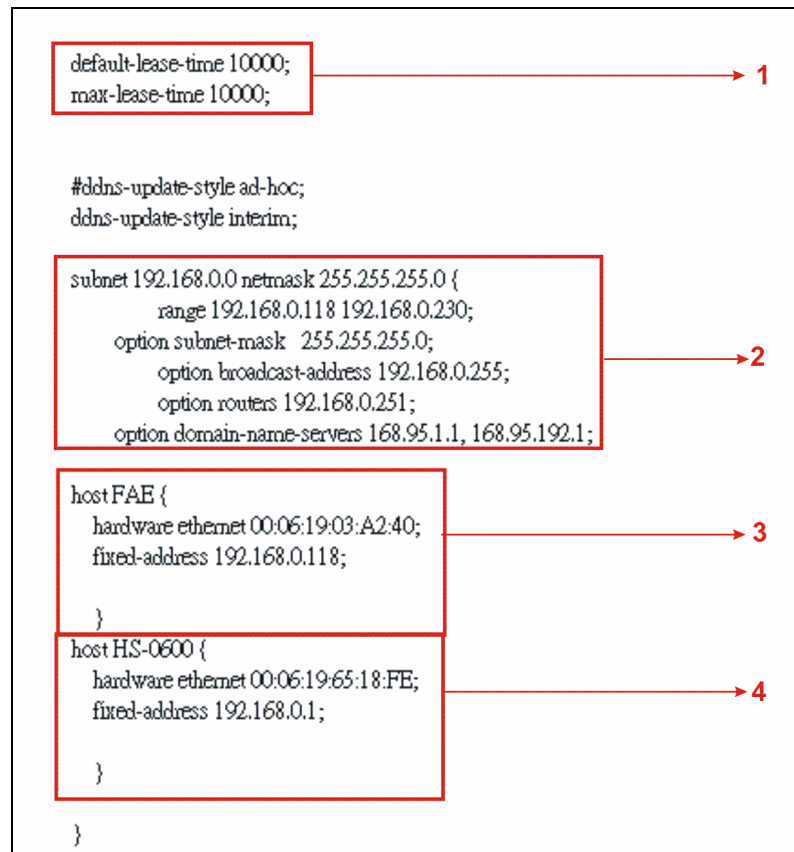 default-lease-time 10000;
max-lease-time 10000;
1
#ddns-update-style ad-hoc;
ddns-update-style interim;
subnet 192.168.0.0 netmask 255.255.255.0 {
range 192.168.0.118 192.168.0.230;
option subnet-mask 255.255.255.0;
option broadcast-address 192.168.0.255;
option routers 192.168.0.251;
option domain-name-servers 168.95.1.1, 168.95.192.1;
2
host FAE {
hardware ethernet 00:06:19:03:A2:40;
fixed-address 192.168.0.118;
}
3
host HS-0600 {
hardware ethernet 00:06:19:65:18:FE;
fixed-address 192.168.0.1;
}
4
}